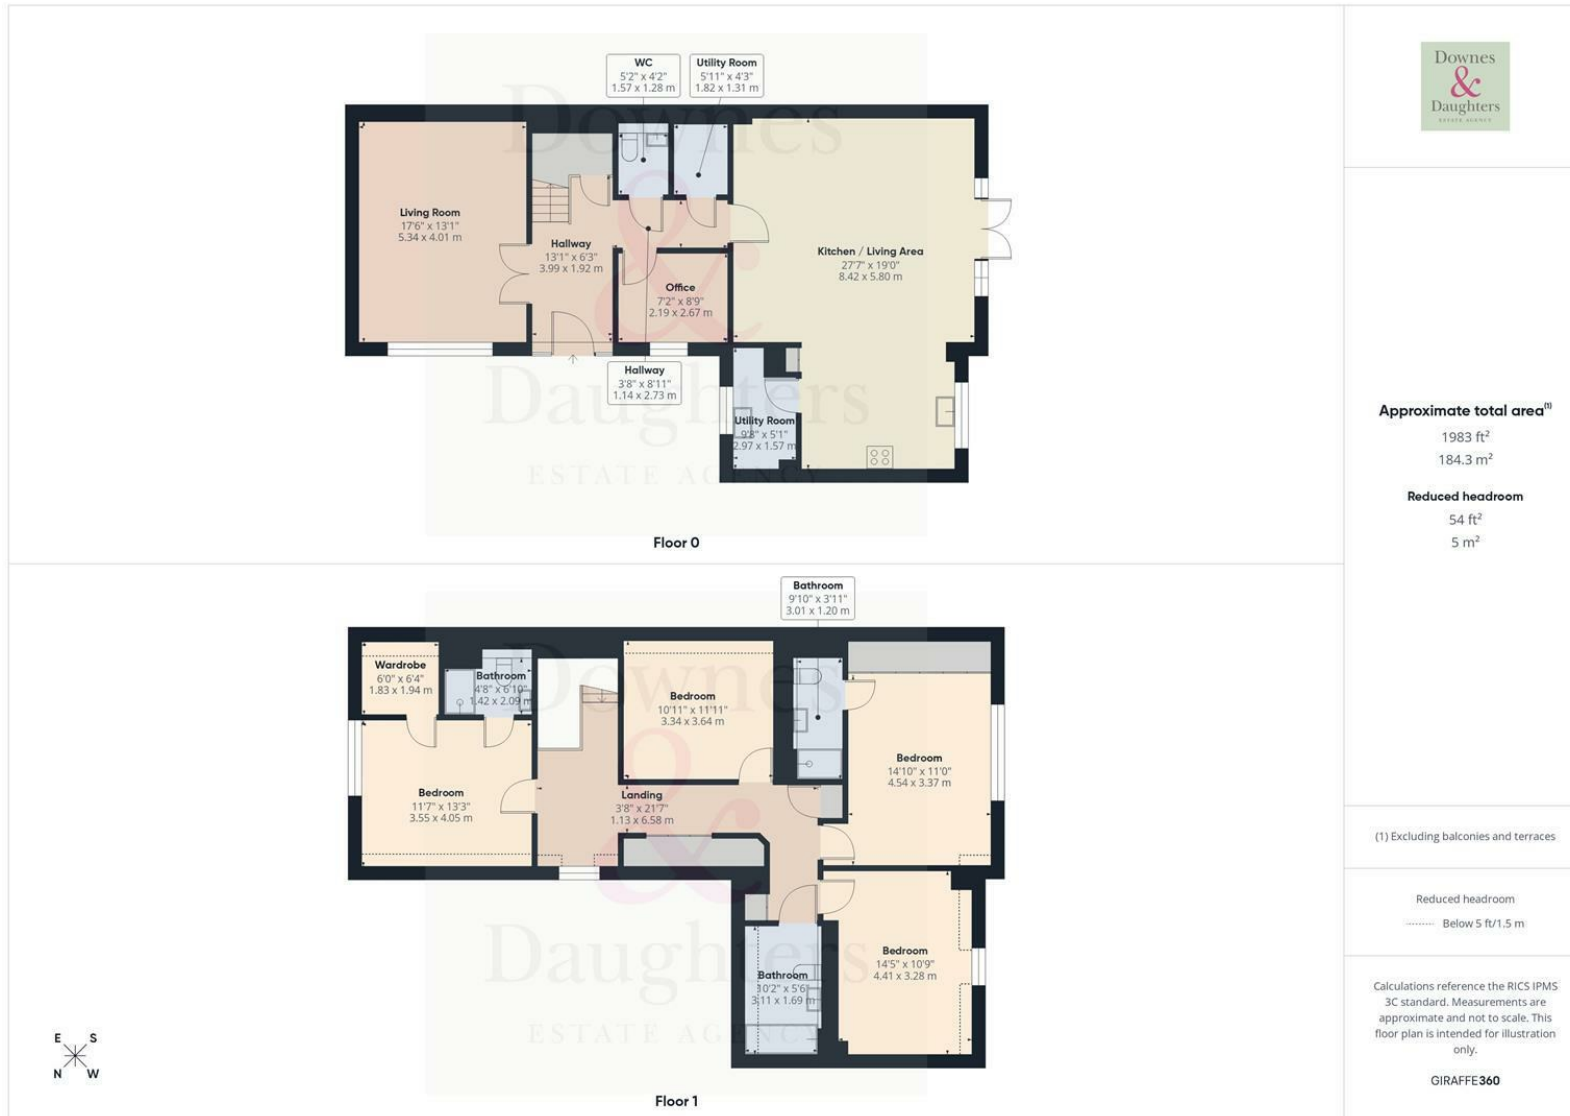 WC
5'2" x 4'2"
1.57 x 1.28 m
Utility Room
5'11" x 4'3"
1.82 x 1.31 m
Living Room
17'6" x 13'1"
5.34 x 4.01 m
Hallway
13'1" x 6'3"
3.99 x 1.92 m
Office
7'2" x 8'9"
2.19 x 2.67 m
Kitchen / Living Area
27'7" x 19'0"
8.42 x 5.80 m
Hallway
3'8" x 8'11"
1.14 x 2.73 m
Utility Room
9'8" x 5'1"
2.97 x 1.57 m
Downes
&
Daughters
ESTATE AGENCY
Floor 0
Bathroom
9'10" x 3'11"
3.01 x 1.20 m
Wardrobe
6'0" x 6'4"
1.83 x 1.94 m
Bathroom
4'8" x 6'10"
1.42 x 2.09 m
Bedroom
10'11" x 11'11"
3.34 x 3.64 m
Bedroom
14'10" x 11'0"
4.54 x 3.37 m
Bedroom
11'7" x 13'3"
3.55 x 4.05 m
Landing
3'8" x 21'7"
1.13 x 6.58 m
Bedroom
14'5" x 10'9"
4.41 x 3.28 m
Bathroom
10'2" x 5'6"
3.11 x 1.69 m
Downes
&
Daughters
ESTATE AGENCY
E S
N W
Floor 1
Downes
&
Daughters
ESTATE AGENCY
Approximate total area(1)
1983 ft²
184.3 m²
Reduced headroom
54 ft²
5 m²
(1) Excluding balconies and terraces
Reduced headroom
Below 5 ft/1.5 m
Calculations reference the RICS IPMS
3C standard. Measurements are
approximate and not to scale. This
floor plan is intended for illustration
only.
GIRAFFE360